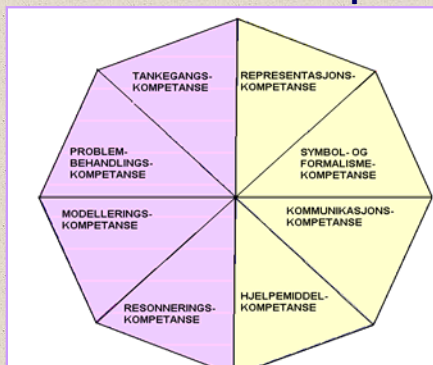 TANKEGANGS-
KOMPETANSE
REPRESENTASJONS-
KOMPETANSE
PROBLEM-
BEHANDLINGS-
KOMPETANSE
SYMBOL- OG
FORMALISME-
KOMPETANSE
MODELLERINGS-
KOMPETANSE
KOMMUNIKASJONS-
KOMPETANSE
RESONNERINGS-
KOMPETANSE
HJELPEMIDDEL-
KOMPETANSE